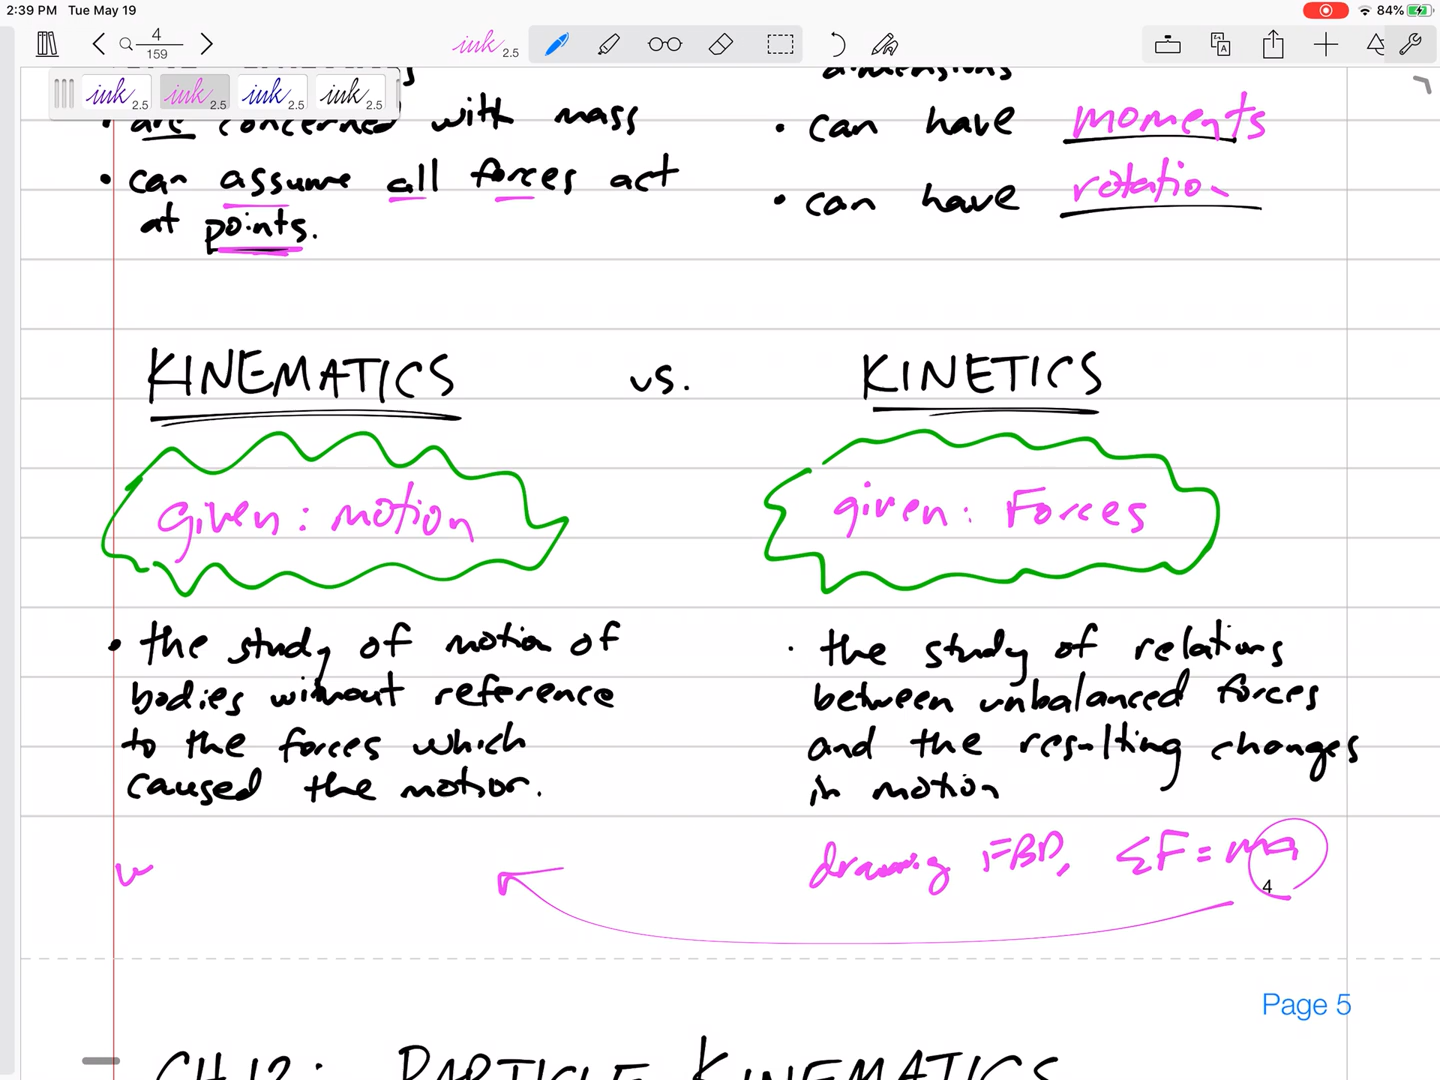 2:39 PM Tue May 19
84%
4
159
ink 2.5
ink 2.5 ink 2.5 ink 2.5 ink 2.5
dimensions
• are concerned with mass
• can have moments
• can assume all forces act
at points.
• can have rotation
KINEMATICS vs. KINETICS
given: motion
given: Forces
• the study of motion of
bodies without reference
to the forces which
caused the motion.
• the study of relations
between unbalanced forces
and the resulting changes
in motion
drawing FBD, ΣF = ma
4
Page 5
CH 12: PARTICLE KINEMATICS